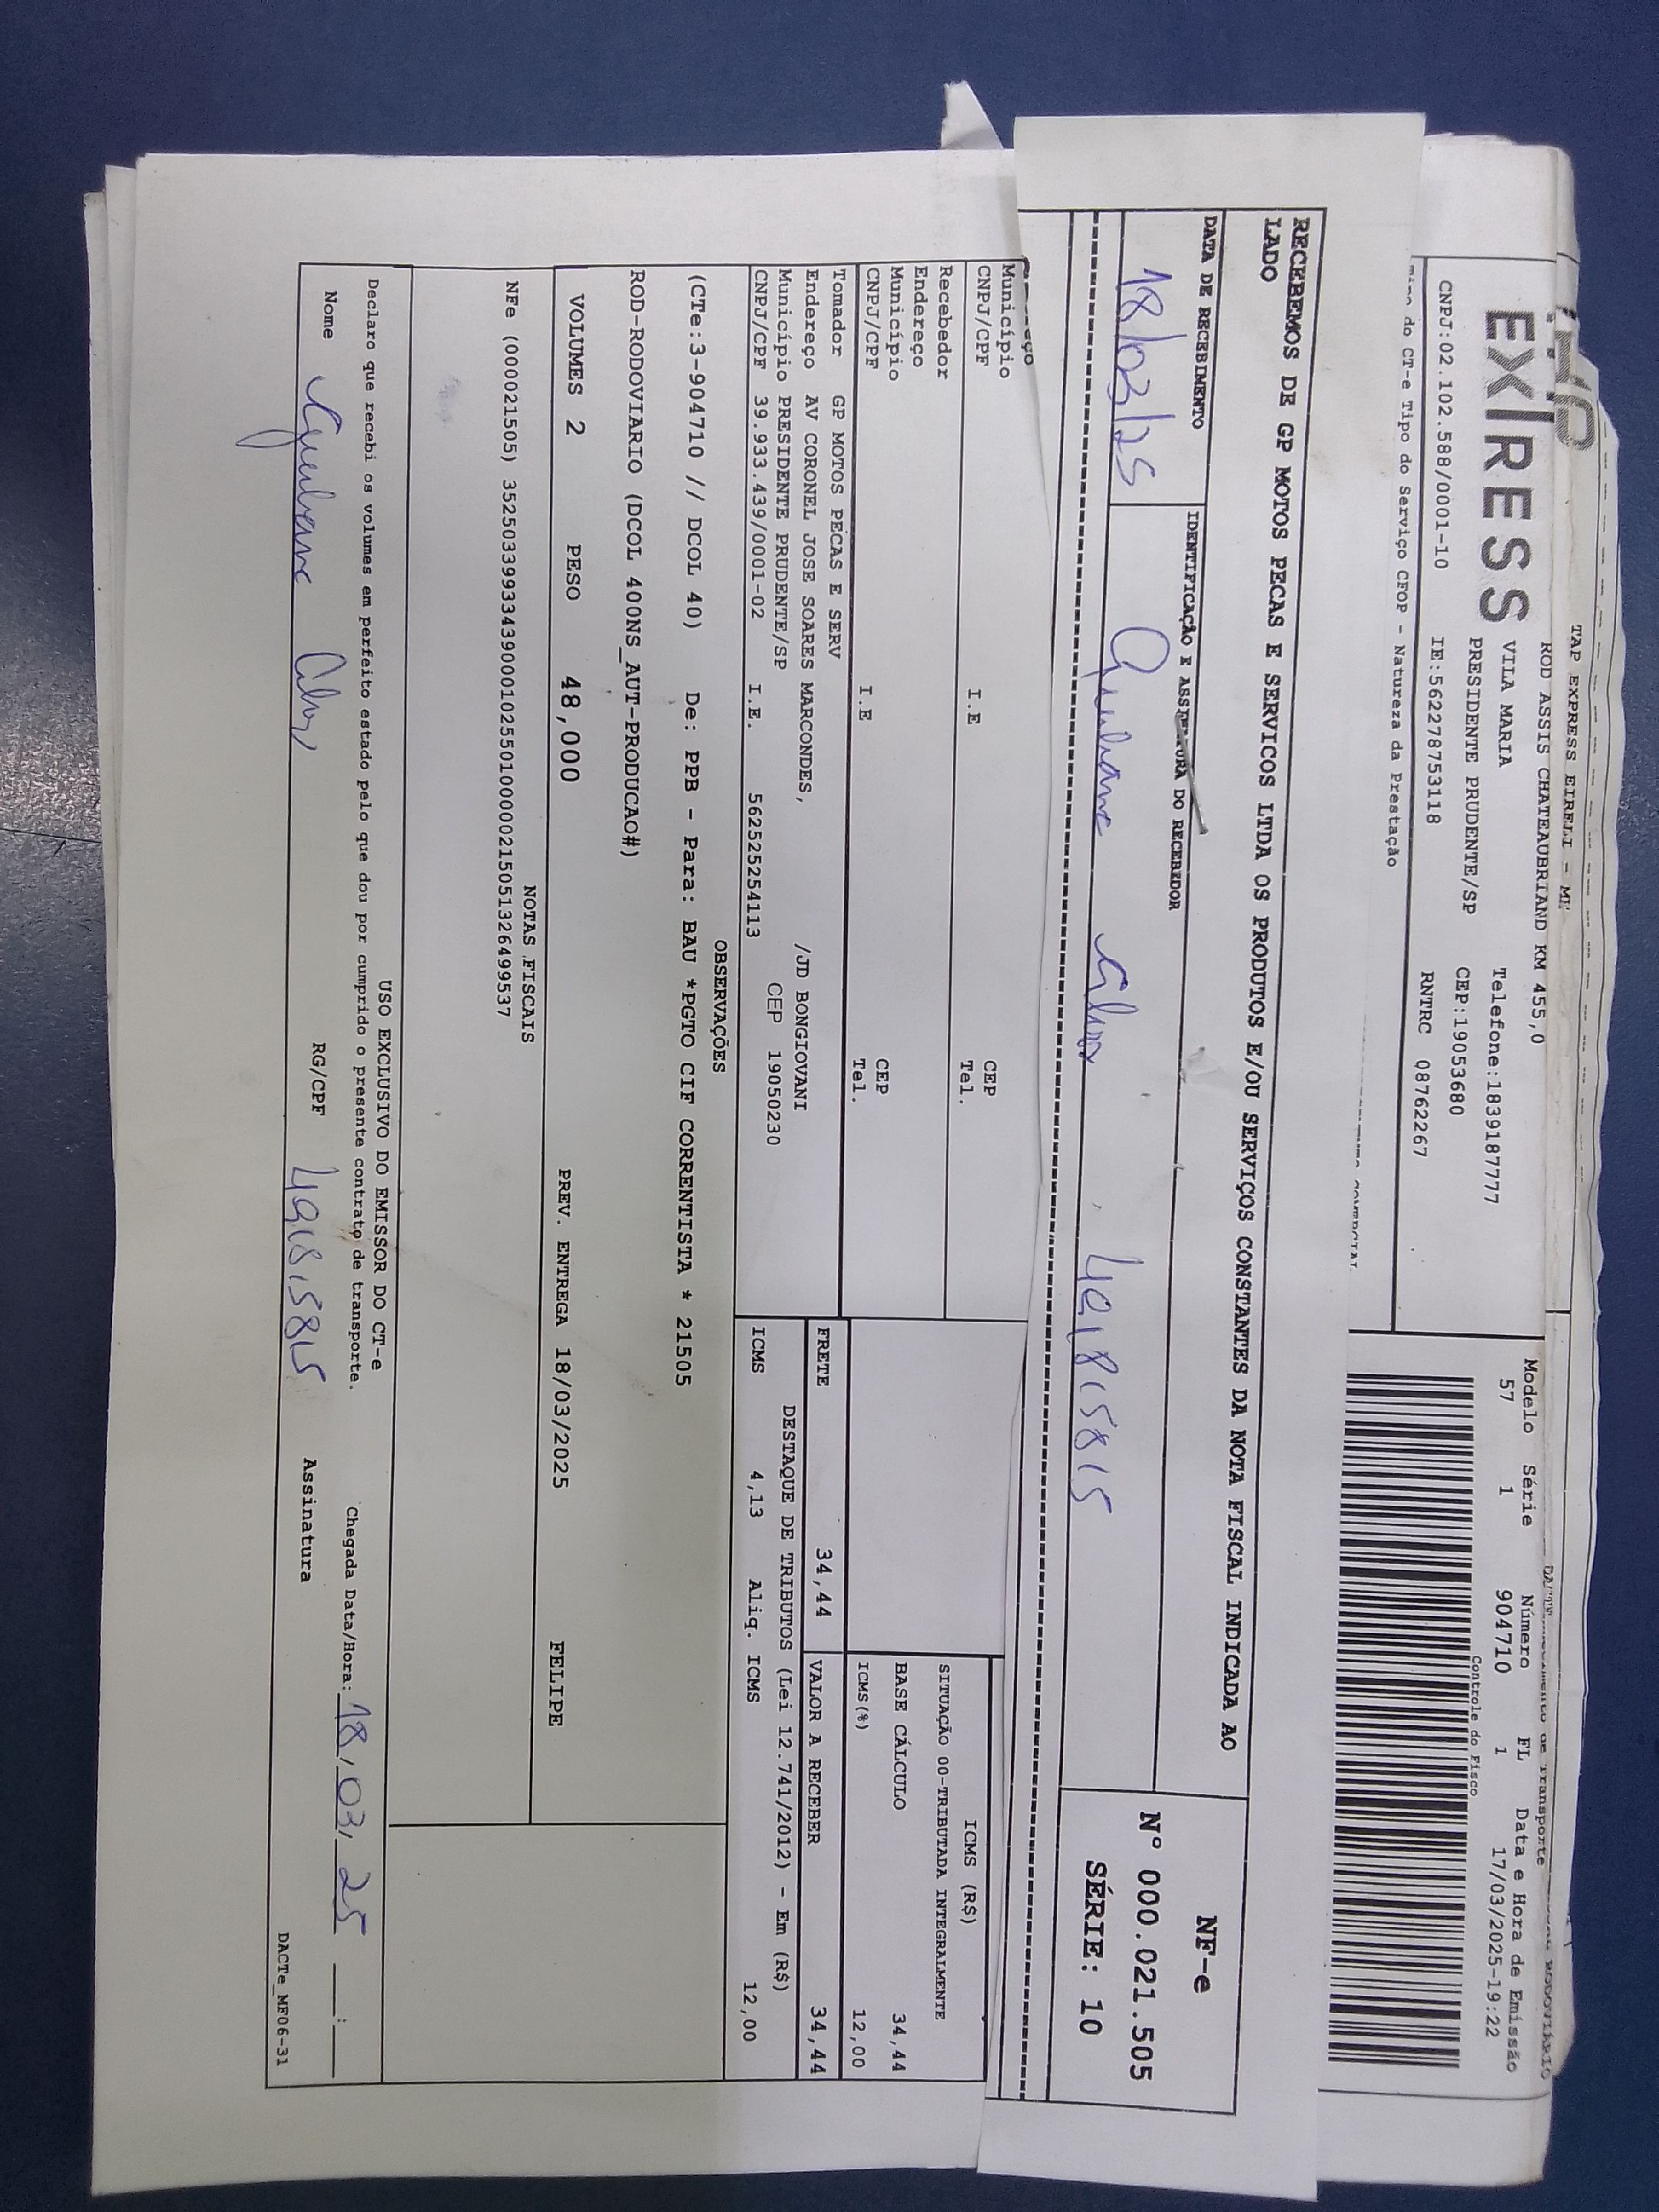 TAP EXPRESS EIRELI - ME
EXPRESS
ROD ASSIS CHATEAUBRIAND KM 455,0
VILA MARIA
Telefone:1839187777
PRESIDENTE PRUDENTE/SP
CEP:19053680
CNPJ:02.102.588/0001-10
IE:562278753118
RNTRC 08762267
do CT-e Tipo do Serviço CFOP - Natureza da Prestação
Modelo Série Número FL Data e Hora de Emissão
57 1 904710 1 17/03/2025-19:22
Controle do Fisco
RECEBEMOS DE GP MOTOS PECAS E SERVICOS LTDA OS PRODUTOS E/OU SERVIÇOS CONSTANTES DA NOTA FISCAL INDICADA AO
LADO
DATA DE RECEBIMENTO
18/03/25
IDENTIFICAÇÃO E ASSINATURA DO RECEBEDOR
NF-e
N° 000.021.505
SÉRIE: 10
Município
CNPJ/CPF I.E CEP
Tel.
Recebedor
Endereço
Município CEP
CNPJ/CPF I.E Tel.
Tomador GP MOTOS PECAS E SERV
Endereço AV CORONEL JOSE SOARES MARCONDES, /JD BONGIOVANI
Município PRESIDENTE PRUDENTE/SP CEP 19050230
CNPJ/CPF 39.933.439/0001-02 I.E. 562525254113
ICMS (R$)
SITUAÇÃO 00-TRIBUTADA INTEGRALMENTE
BASE CÁLCULO 34,44
ICMS(%) 12,00
FRETE 34,44 VALOR A RECEBER 34,44
DESTAQUE DE TRIBUTOS (Lei 12.741/2012) - Em (R$)
ICMS 4,13 Aliq. ICMS 12,00
OBSERVAÇÕES
(CTe:3-904710 // DCOL 40) De: PPB - Para: BAU *PGTO CIF CORRENTISTA * 21505
ROD-RODOVIARIO (DCOL 400NS_AUT-PRODUCAO#)
VOLUMES 2 PESO 48,000 PREV. ENTREGA 18/03/2025 FELIPE
NOTAS FISCAIS
NFe (000021505) 35250339933439000102550100000215051326499537
USO EXCLUSIVO DO EMISSOR DO CT-e
Declaro que recebi os volumes em perfeito estado pelo que dou por cumprido o presente contrato de transporte.
Chegada Data/Hora: 18/03/25 __:__
Nome RG/CPF Assinatura
DACTe_MF06-31